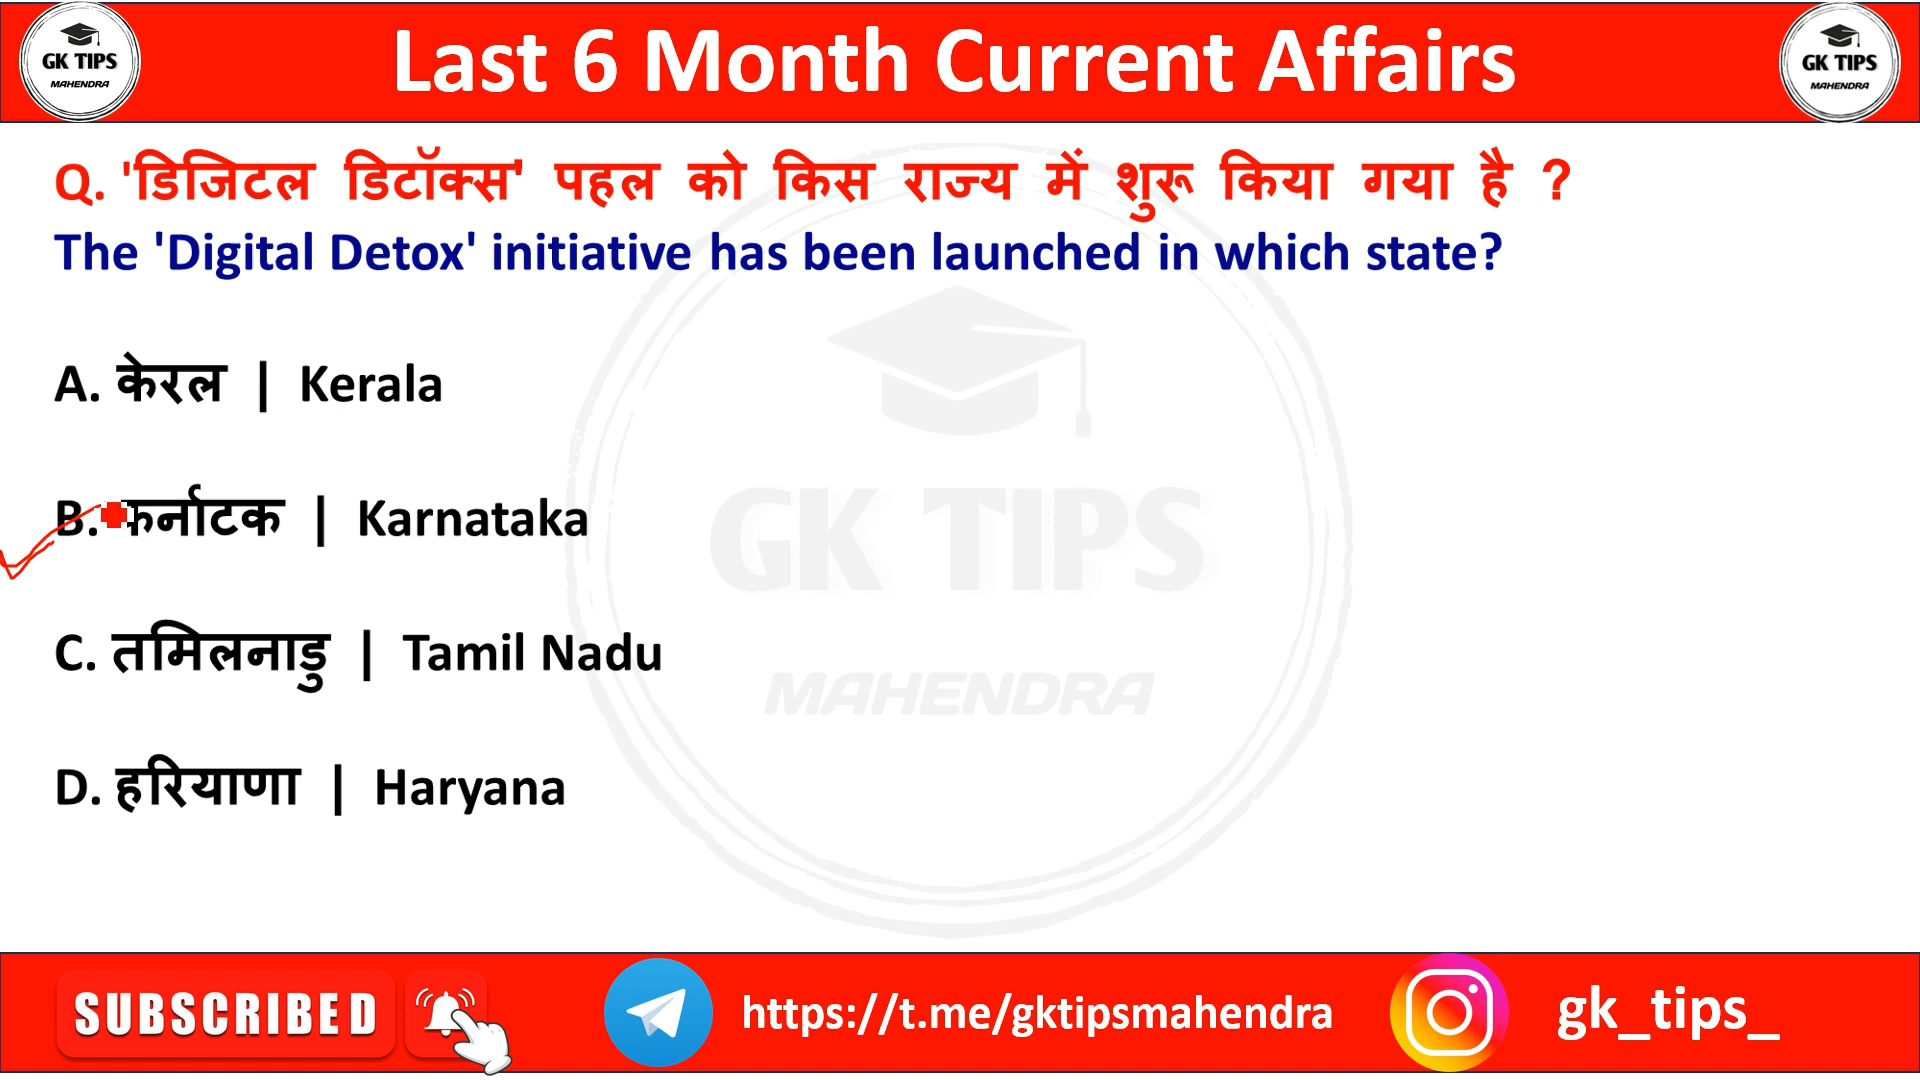 GK TIPS
MAHENDRA
Last 6 Month Current Affairs
GK TIPS
MAHENDRA
Q. 'डिजिटल डिटॉक्स' पहल को किस राज्य में शुरू किया गया है ?
The 'Digital Detox' initiative has been launched in which state?
A. केरल | Kerala
B. कर्नाटक | Karnataka
C. तमिलनाडु | Tamil Nadu
D. हरियाणा | Haryana
GK TIPS
MAHENDRA
SUBSCRIBED
https://t.me/gktipsmahendra
gk_tips_